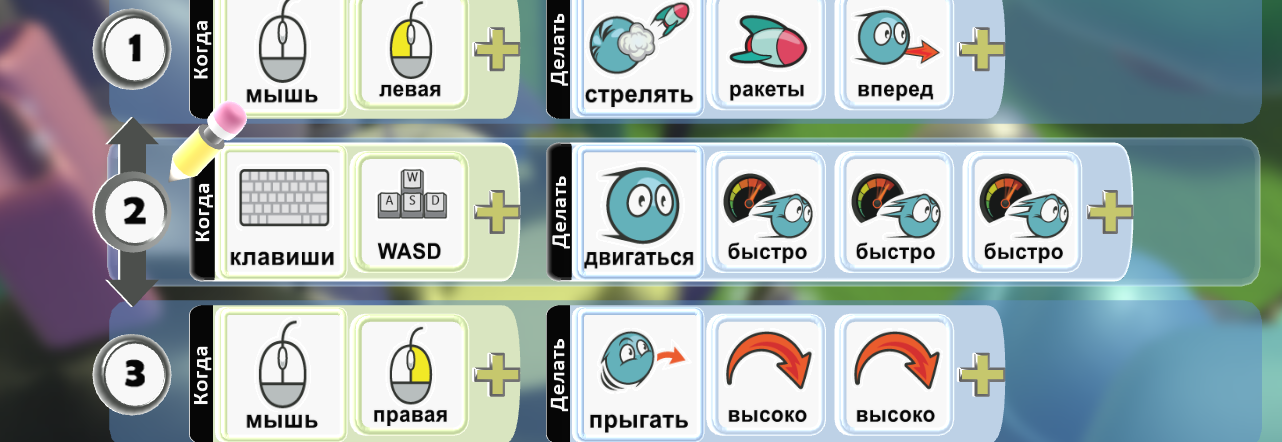 1
Когда
мышь
левая
Делать
стрелять
ракеты
вперед
2
Когда
клавиши
W
A S D
WASD
Делать
двигаться
быстро
быстро
быстро
3
Когда
мышь
правая
Делать
прыгать
высоко
высоко